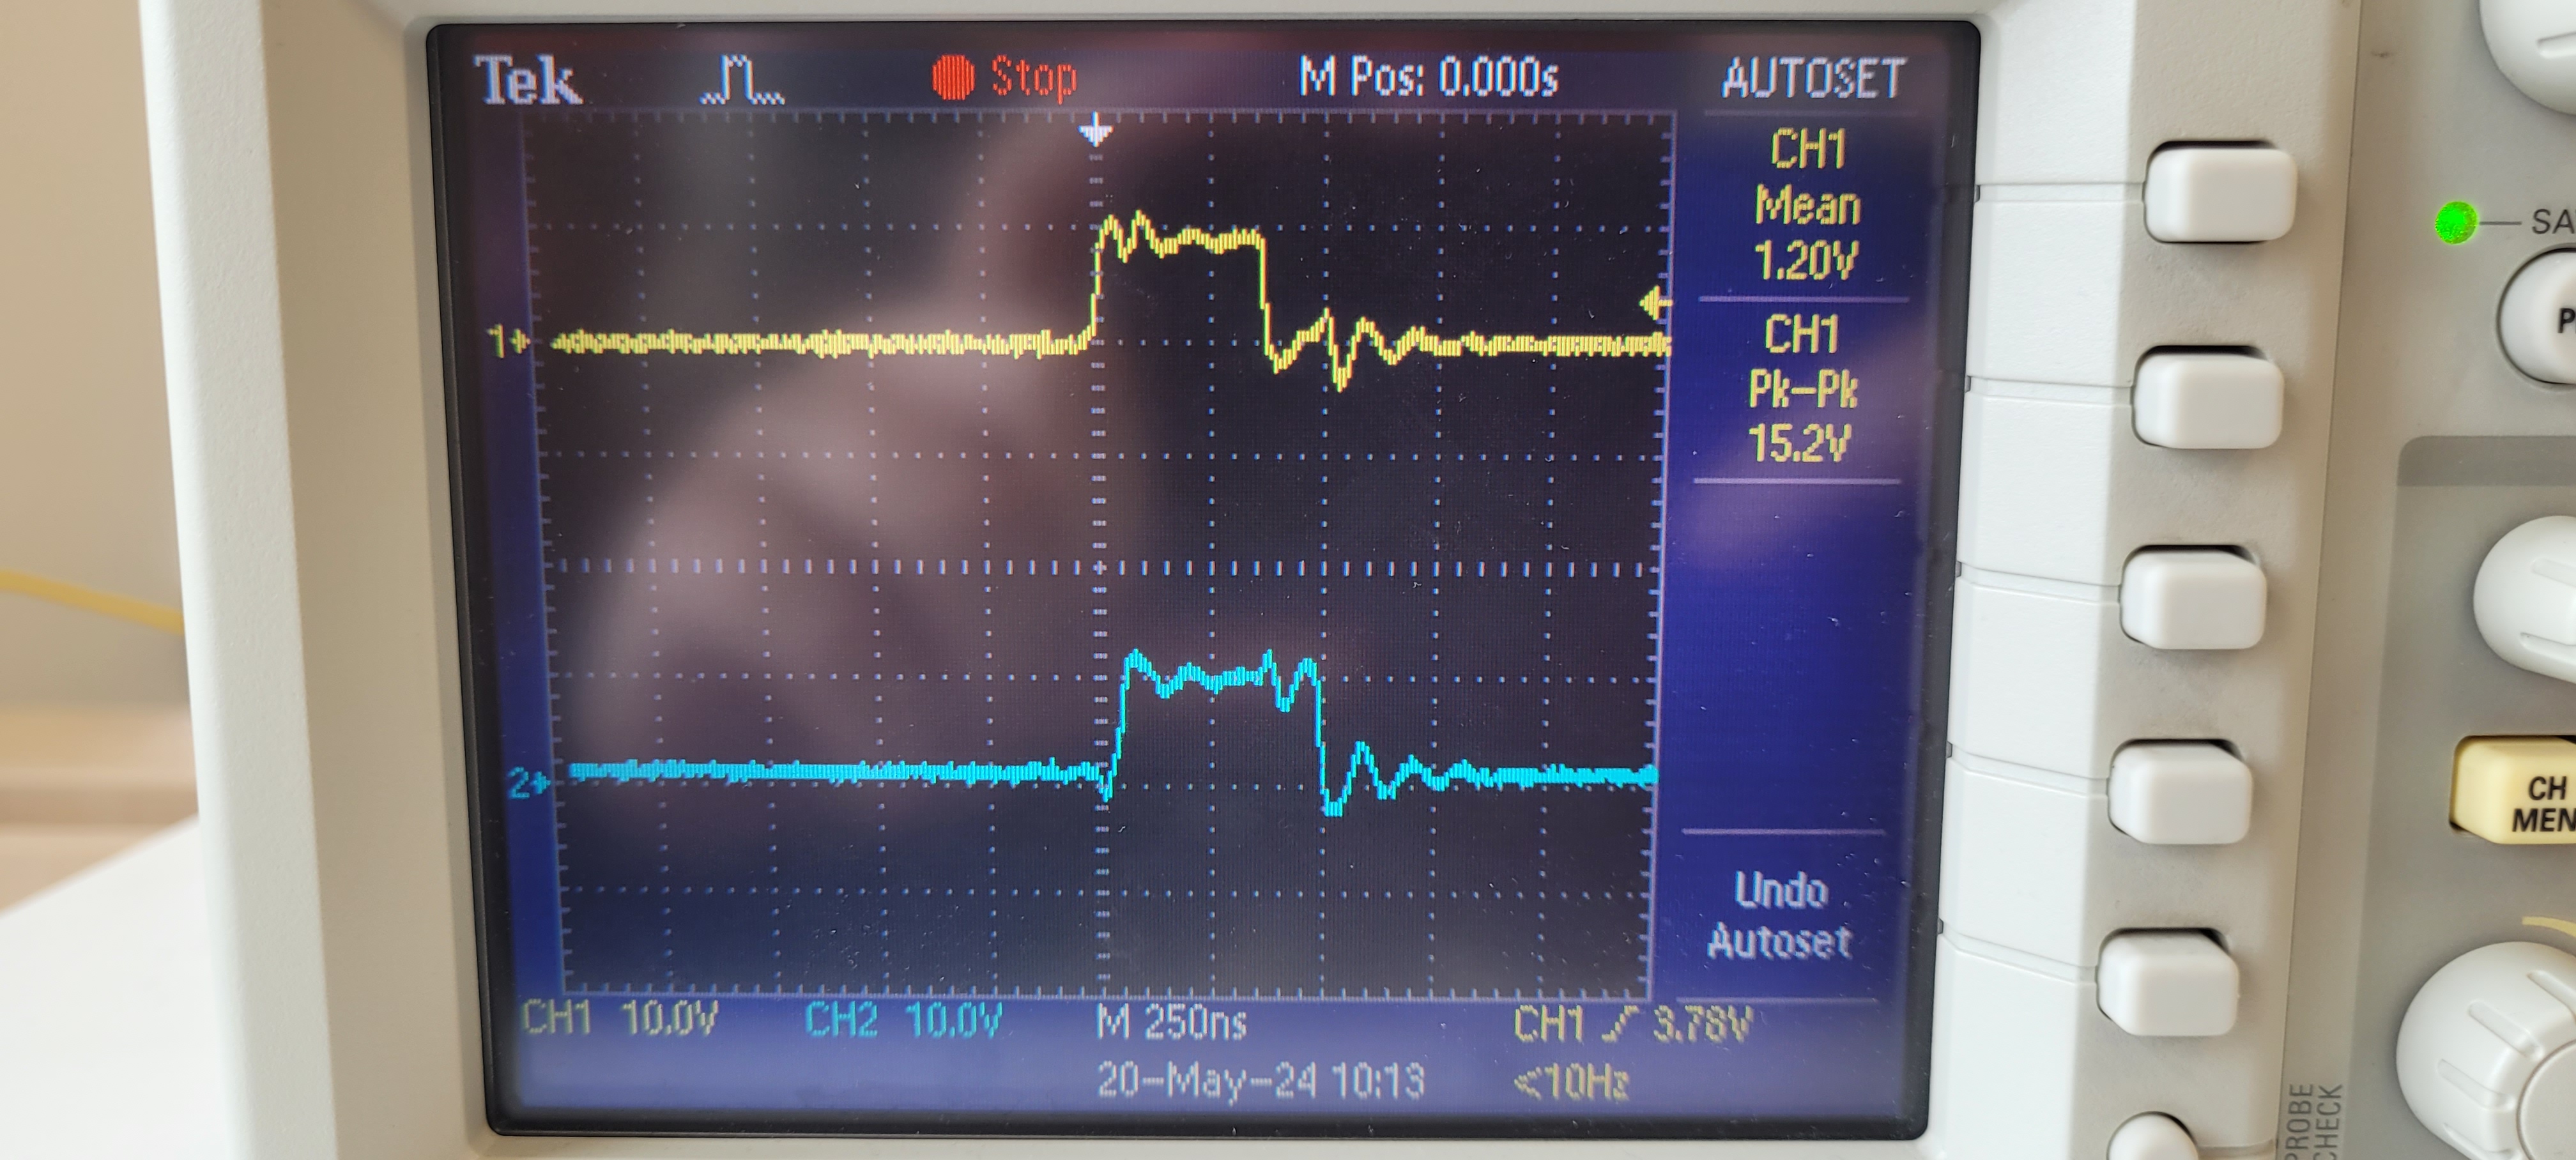 Tek Stop M Pos: 0.000s AUTOSET
CH1
Mean
1.20V
CH1
Pk-Pk
15.2V
1
2
Undo
Autoset
CH1 10.0V CH2 10.0V M 250ns CH1 3.78V
20-May-24 10:13 <10Hz
SA
P
CH
MEN
PROBE
CHECK